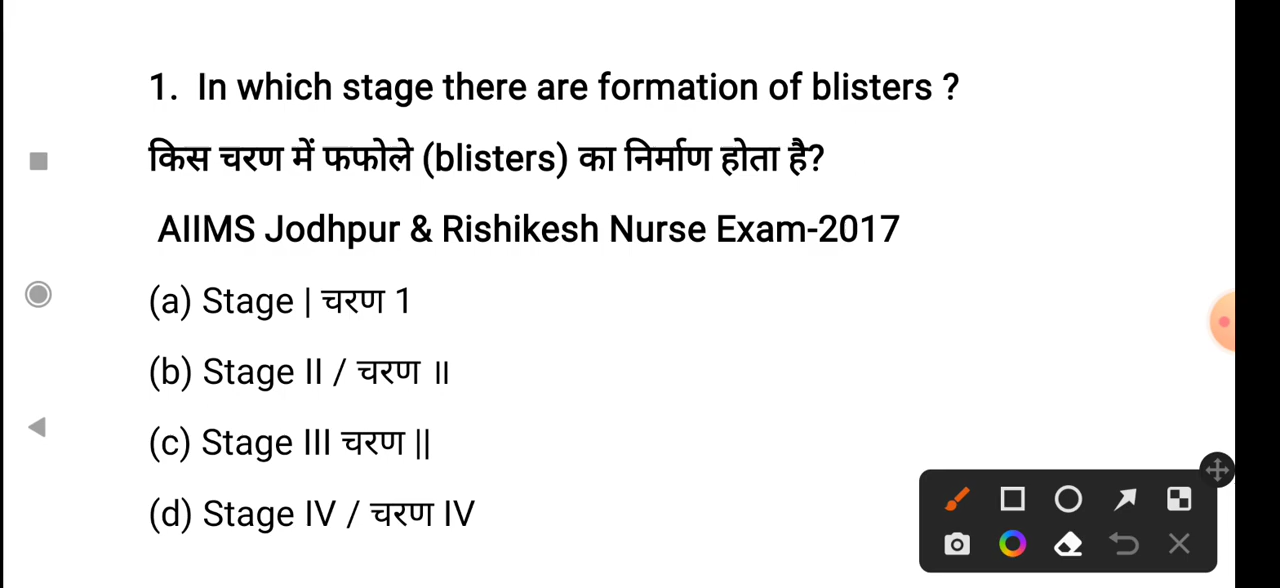 1. In which stage there are formation of blisters ?
किस चरण में फफोले (blisters) का निर्माण होता है?
AIIMS Jodhpur & Rishikesh Nurse Exam-2017
(a) Stage | चरण 1
(b) Stage II / चरण ॥
(c) Stage III चरण ||
(d) Stage IV / चरण IV